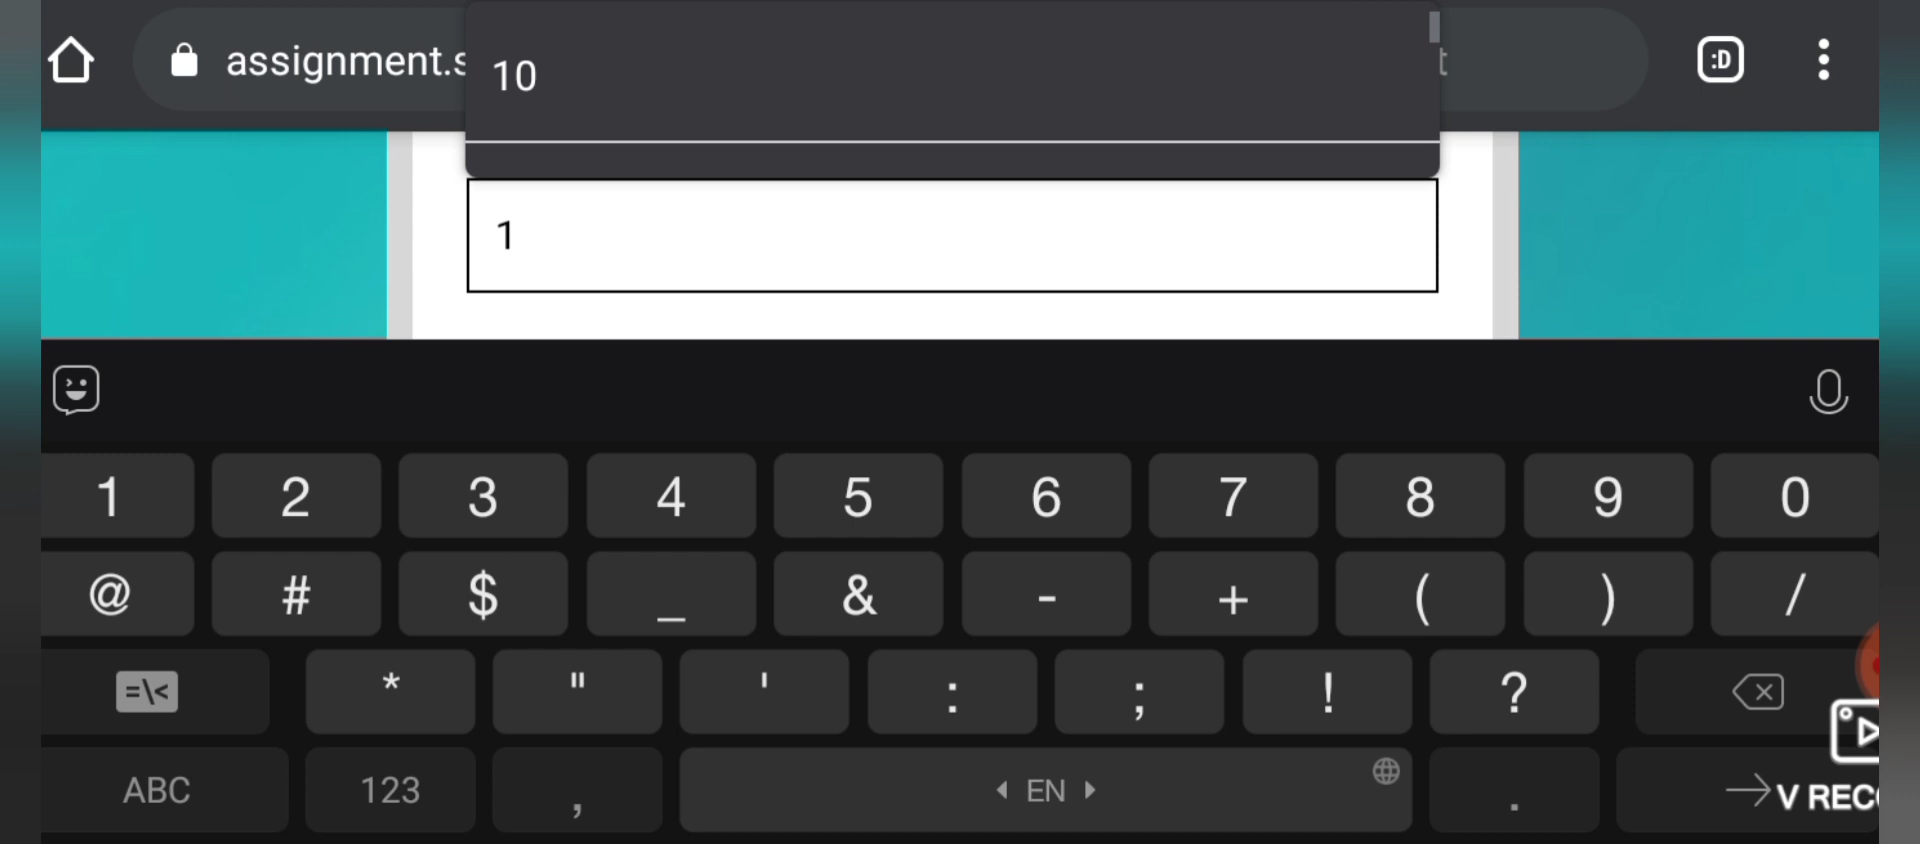 assignment.s
:D
10
t
1
1 2 3 4 5 6 7 8 9 0
@ # $ _ & - + ( ) /
=\< * " ' : ; ! ?
ABC 123 , EN .
V REC